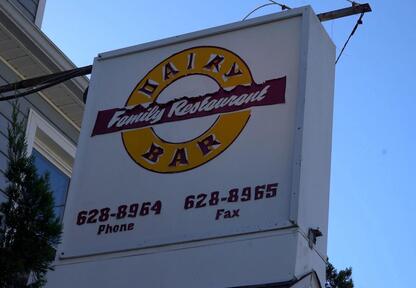 DAIRY
Family Restaurant
BAR
628-8964 628-8965
Phone Fax